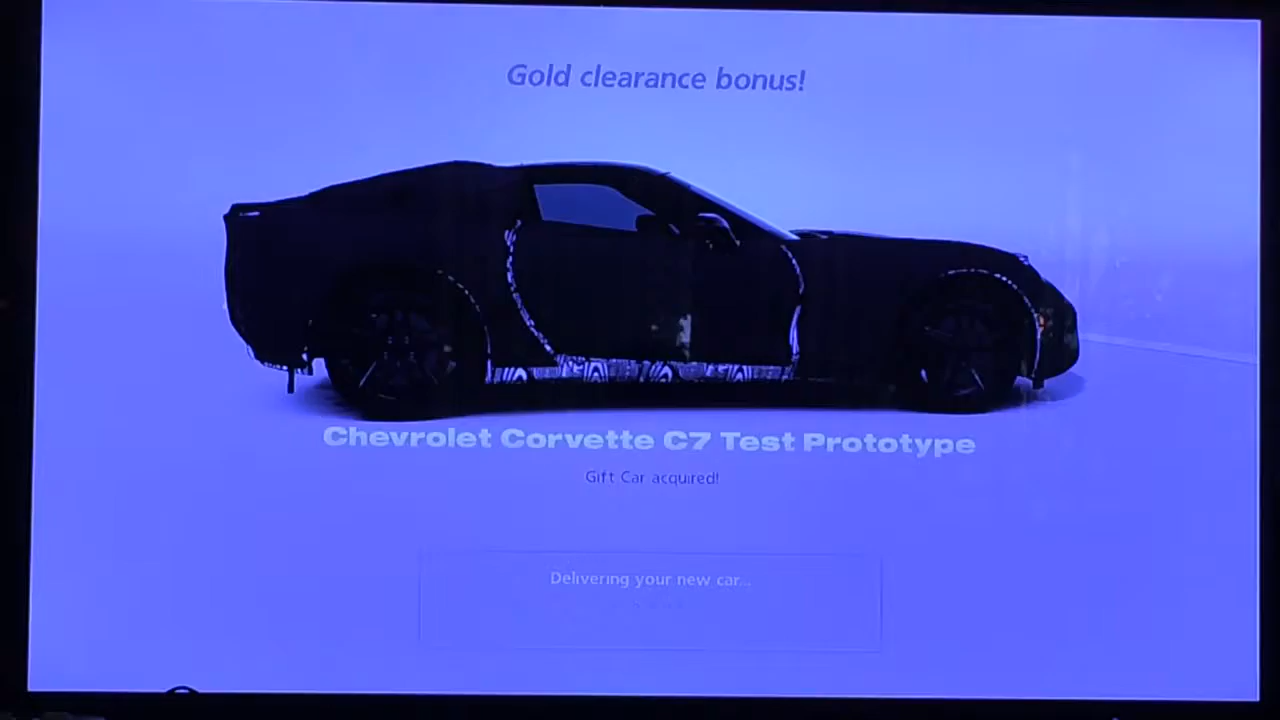 Gold clearance bonus!
Chevrolet Corvette C7 Test Prototype
Gift Car acquired!
Delivering your new car...